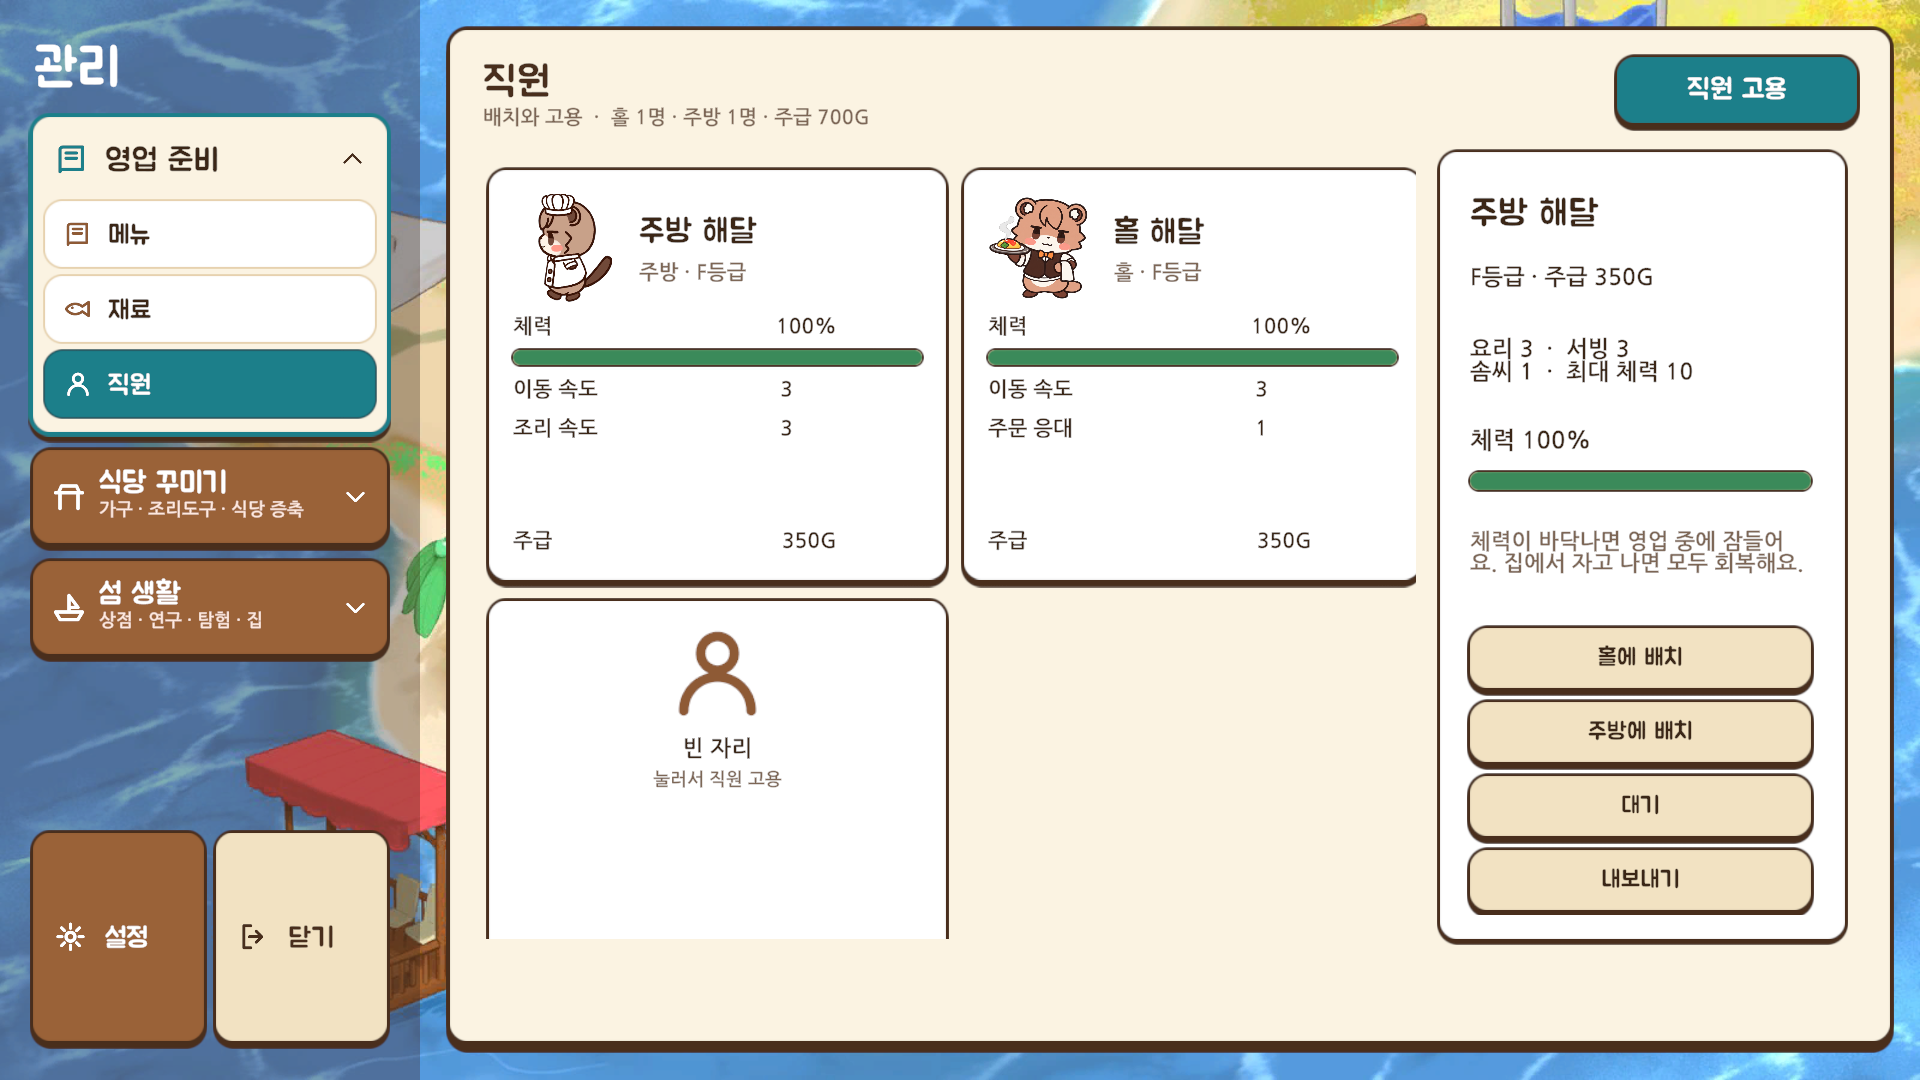 관리
영업 준비
메뉴
재료
직원
식당 꾸미기
가구 · 조리도구 · 식당 증축
섬 생활
상점 · 연구 · 탐험 · 집
설정
닫기
직원
배치와 고용 · 홀 1명 · 주방 1명 · 주급 700G
직원 고용
주방 해달
주방 · F등급
체력 100%
이동 속도 3
조리 속도 3
주급 350G
홀 해달
홀 · F등급
체력 100%
이동 속도 3
주문 응대 1
주급 350G
빈 자리
눌러서 직원 고용
주방 해달
F등급 · 주급 350G
요리 3 · 서빙 3
솜씨 1 · 최대 체력 10
체력 100%
체력이 바닥나면 영업 중에 잠들어
요. 집에서 자고 나면 모두 회복해요.
홀에 배치
주방에 배치
대기
내보내기